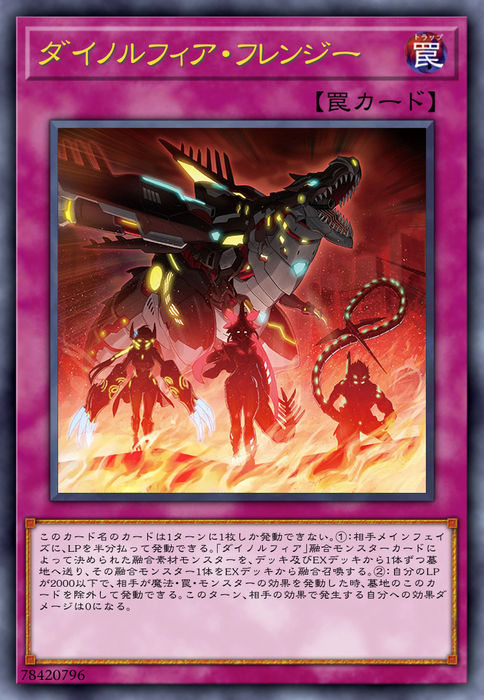 ダイノルフィア・フレンジー
トラップ
罠
【罠カード】
このカード名のカードは1ターンに1枚しか発動できない。①:相手メインフェイ
ズに、LPを半分払って発動できる。「ダイノルフィア」融合モンスターカードに
よって決められた融合素材モンスターを、デッキ及びEXデッキから1体ずつ墓
地へ送り、その融合モンスター1体をEXデッキから融合召喚する。②:自分のLP
が2000以下で、相手が魔法・罠・モンスターの効果を発動した時、墓地のこのカー
ドを除外して発動できる。このターン、相手の効果で発生する自分への効果ダ
メージは0になる。
78420796